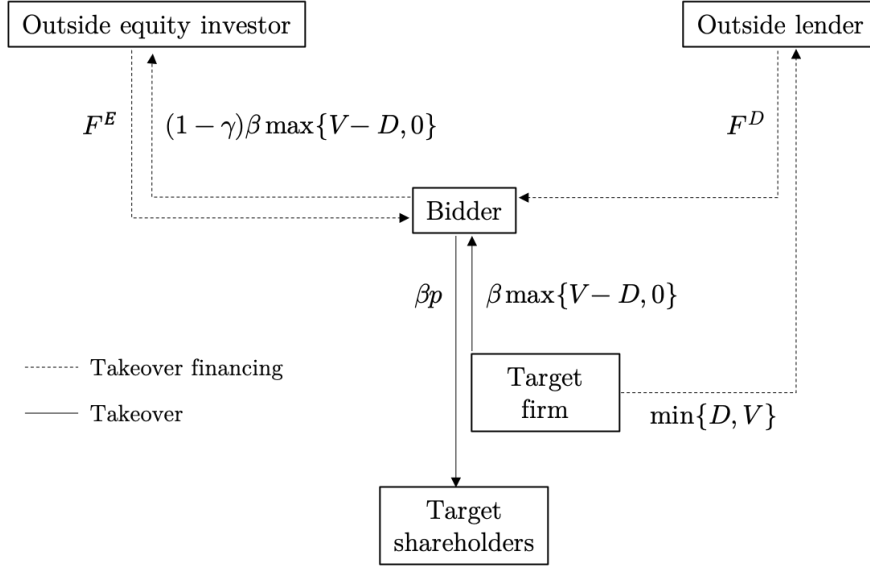 Outside equity investor
Outside lender
F^E
(1 − γ)β max{V − D, 0}
F^D
Bidder
βp
β max{V − D, 0}
Takeover financing
Takeover
Target
firm
min{D, V}
Target
shareholders